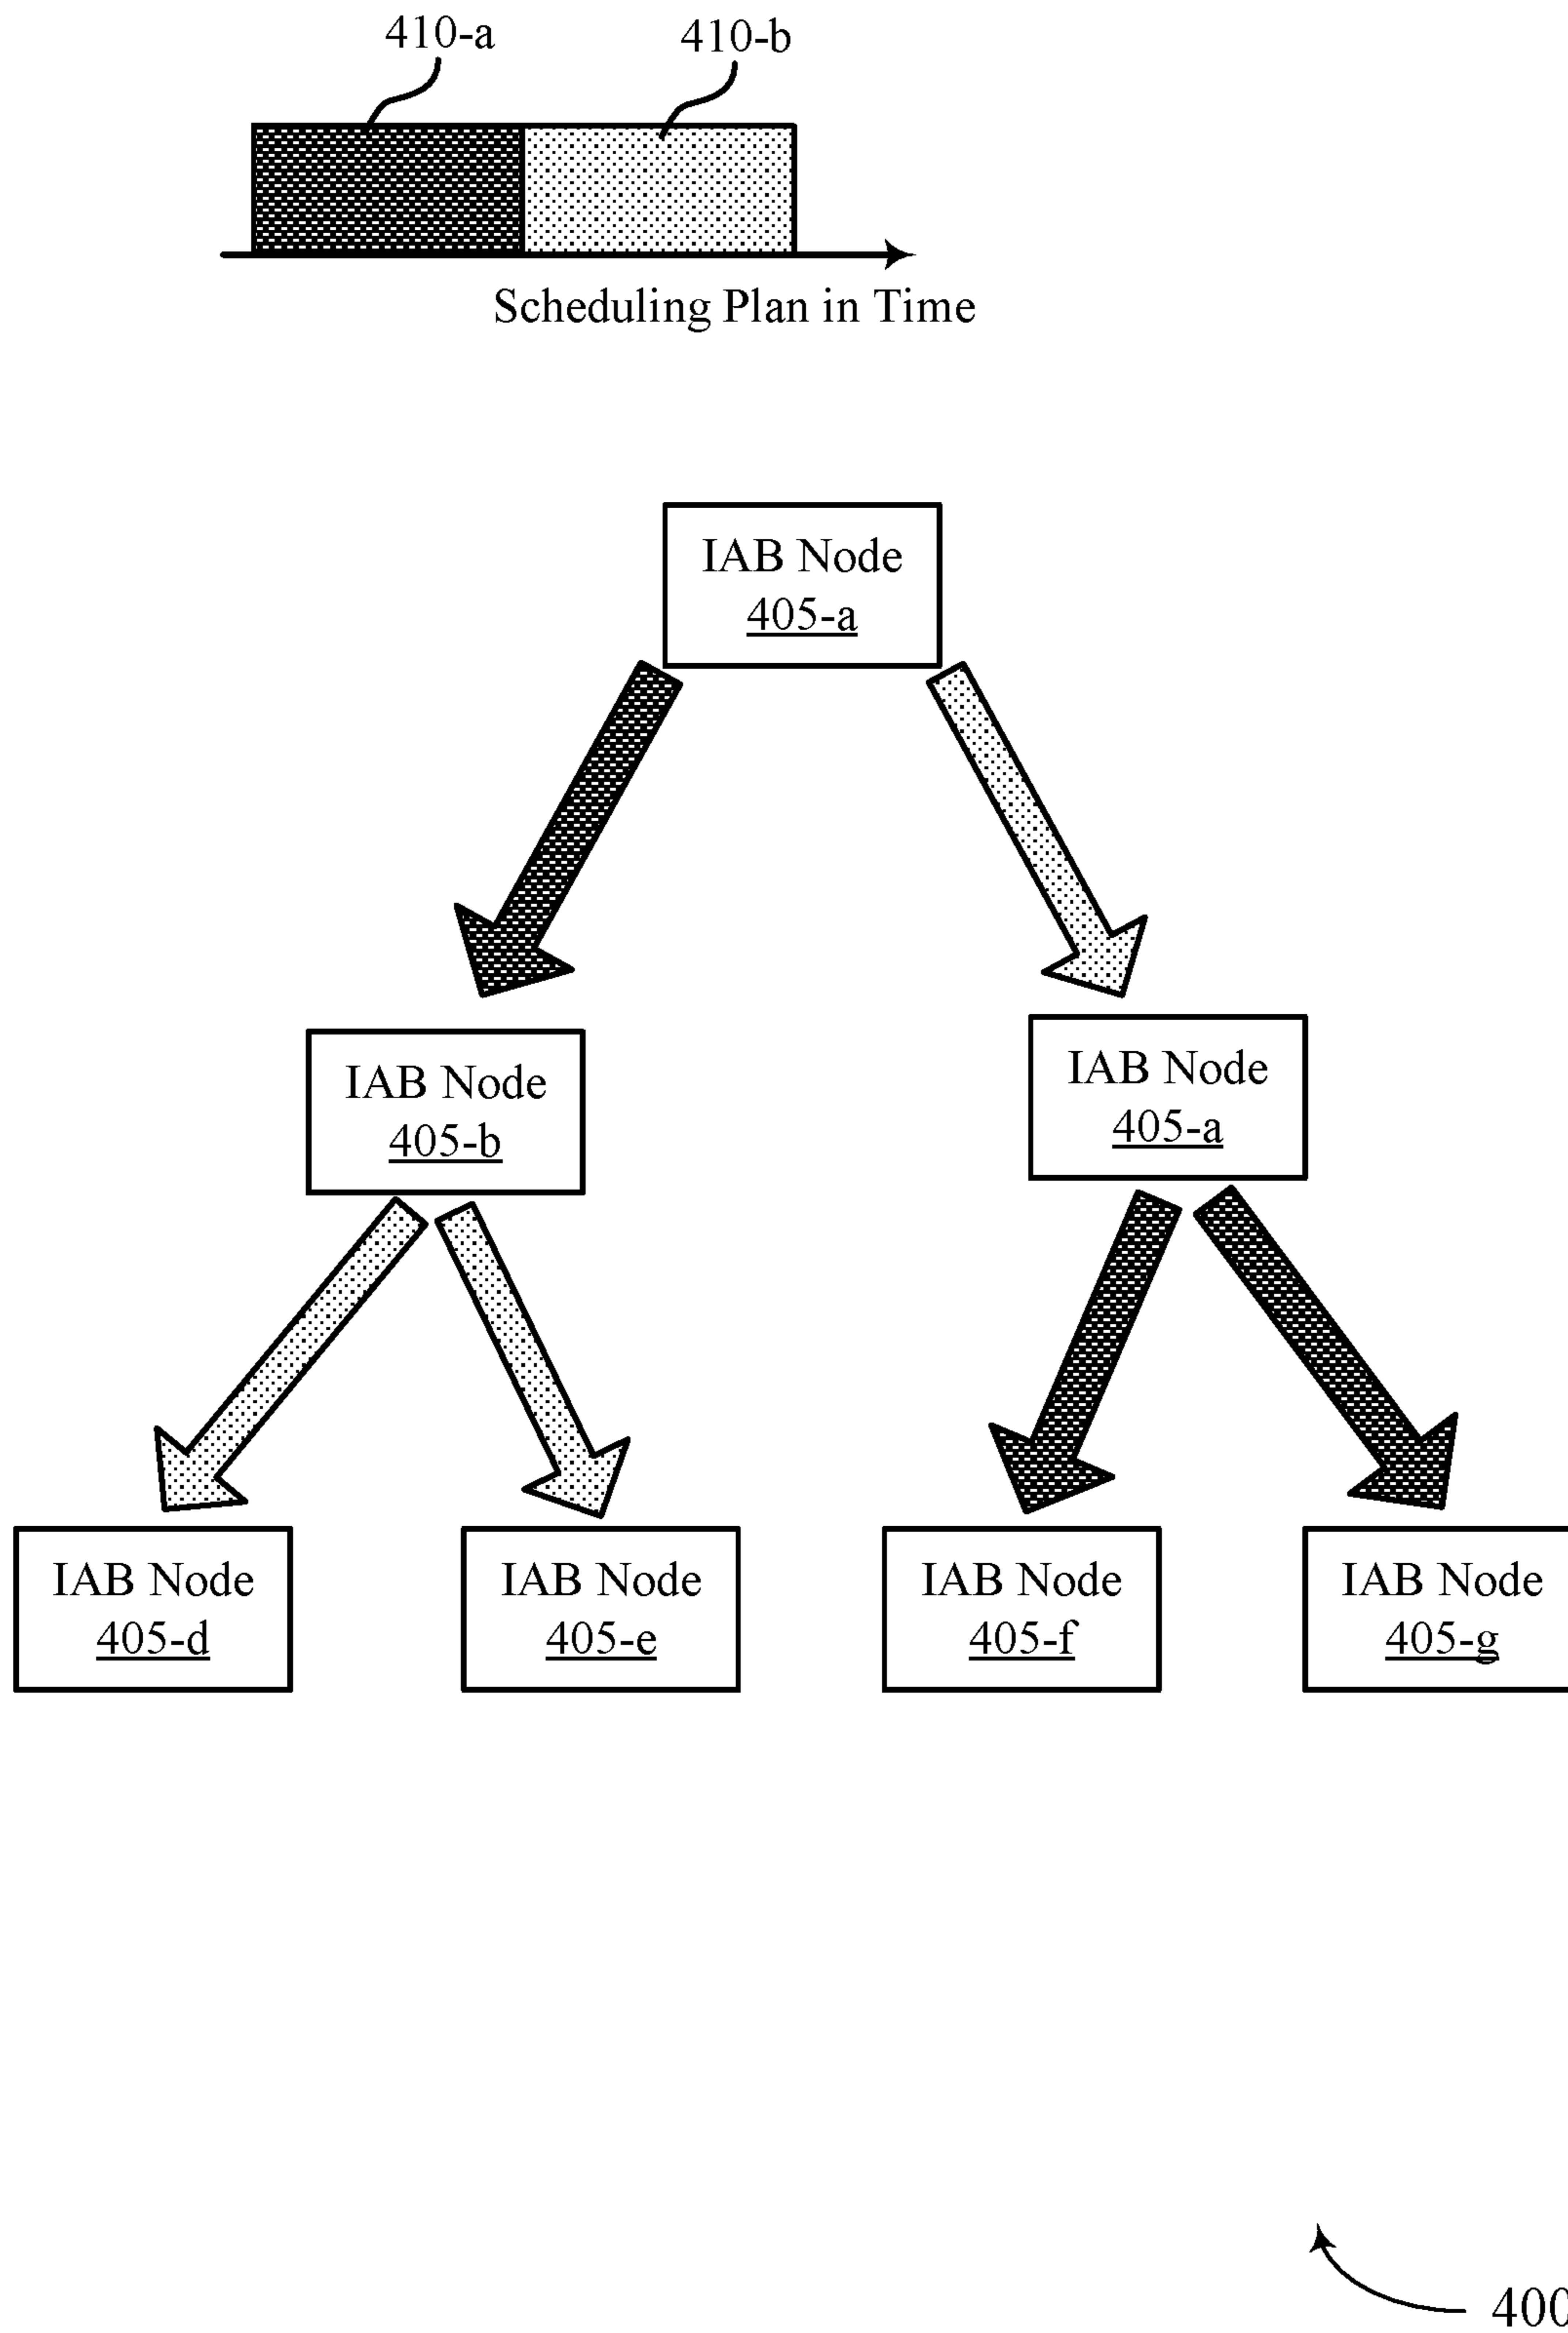 410-a
410-b
Scheduling Plan in Time
IAB Node
405-a
IAB Node
405-b
IAB Node
405-a
IAB Node
405-d
IAB Node
405-e
IAB Node
405-f
IAB Node
405-g
400